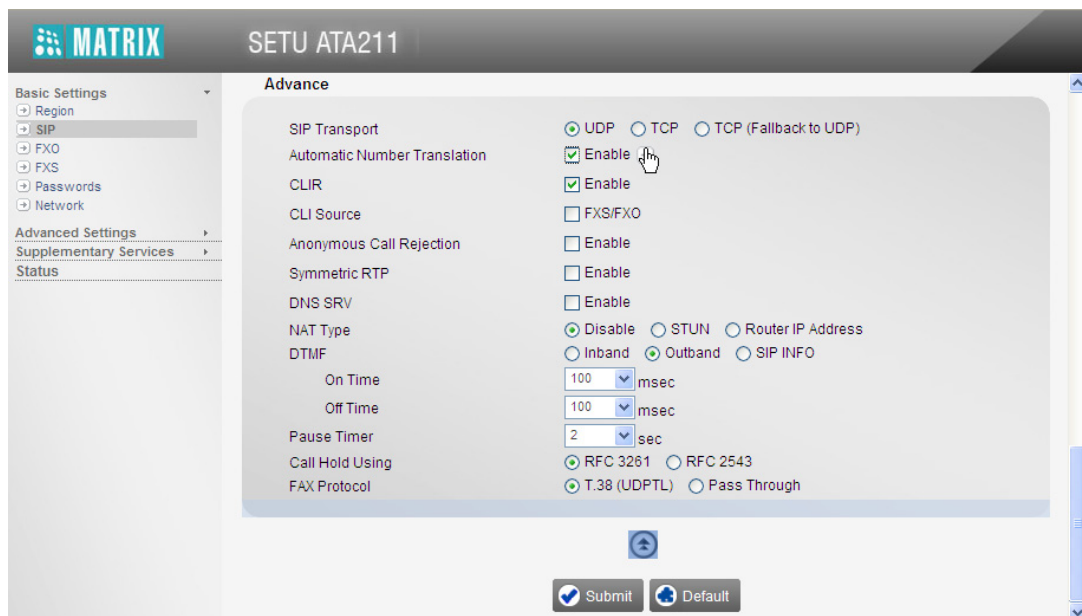 MATRIX SETU ATA211
Basic Settings
Region
SIP
FXO
FXS
Passwords
Network
Advanced Settings
Supplementary Services
Status
Advance
SIP Transport UDP TCP TCP (Fallback to UDP)
Automatic Number Translation Enable
CLIR Enable
CLI Source FXS/FXO
Anonymous Call Rejection Enable
Symmetric RTP Enable
DNS SRV Enable
NAT Type Disable STUN Router IP Address
DTMF Inband Outband SIP INFO
On Time 100 msec
Off Time 100 msec
Pause Timer 2 sec
Call Hold Using RFC 3261 RFC 2543
FAX Protocol T.38 (UDPTL) Pass Through
Submit Default